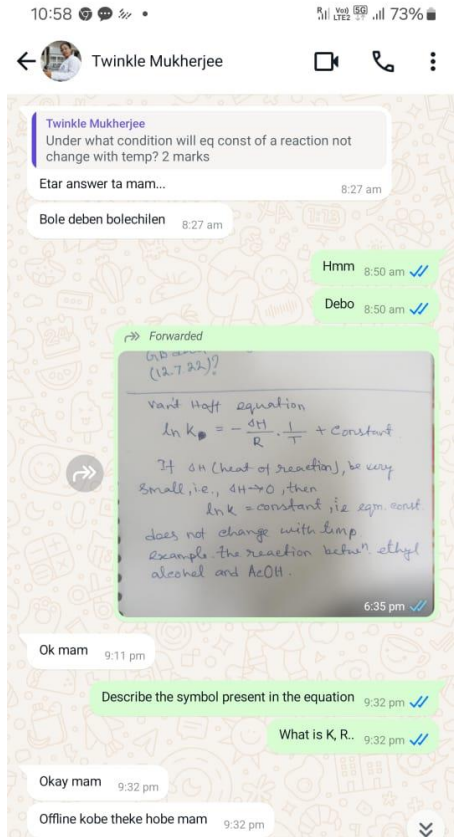 10:58
Voi) 5G
LTE2
73%
Twinkle Mukherjee
Twinkle Mukherjee
Under what condition will eq const of a reaction not
change with temp? 2 marks
Etar answer ta mam...
8:27 am
Bole deben bolechilen 8:27 am
Hmm 8:50 am
Debo 8:50 am
Forwarded
(12.7.22)?
Van't Hoff equation
ln k = - ΔH/R . 1/T + Constant
If ΔH (heat of reaction), be very
small, i.e., ΔH→0, then
ln k = constant, ie eqm. const.
does not change with temp
example. the reaction betwⁿ ethyl
alcohol and AcOH.
6:35 pm
Ok mam 9:11 pm
Describe the symbol present in the equation 9:32 pm
What is K, R.. 9:32 pm
Okay mam 9:32 pm
Offline kobe theke hobe mam 9:32 pm